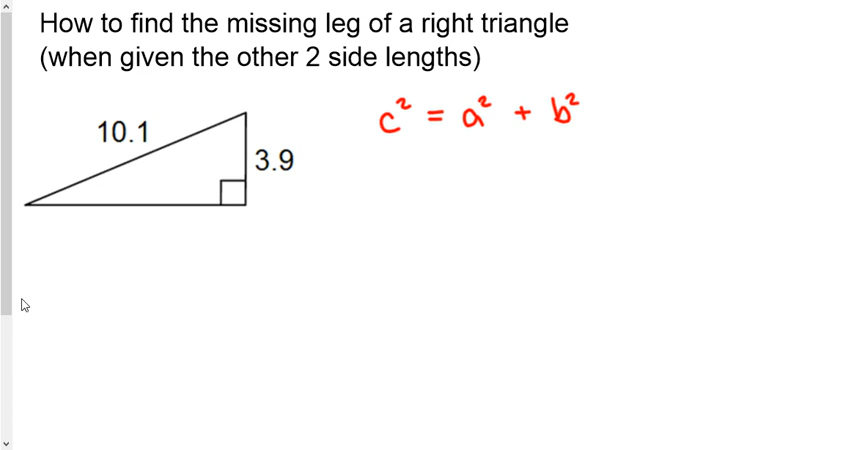 How to find the missing leg of a right triangle
(when given the other 2 side lengths)
c² = a² + b²
10.1
3.9